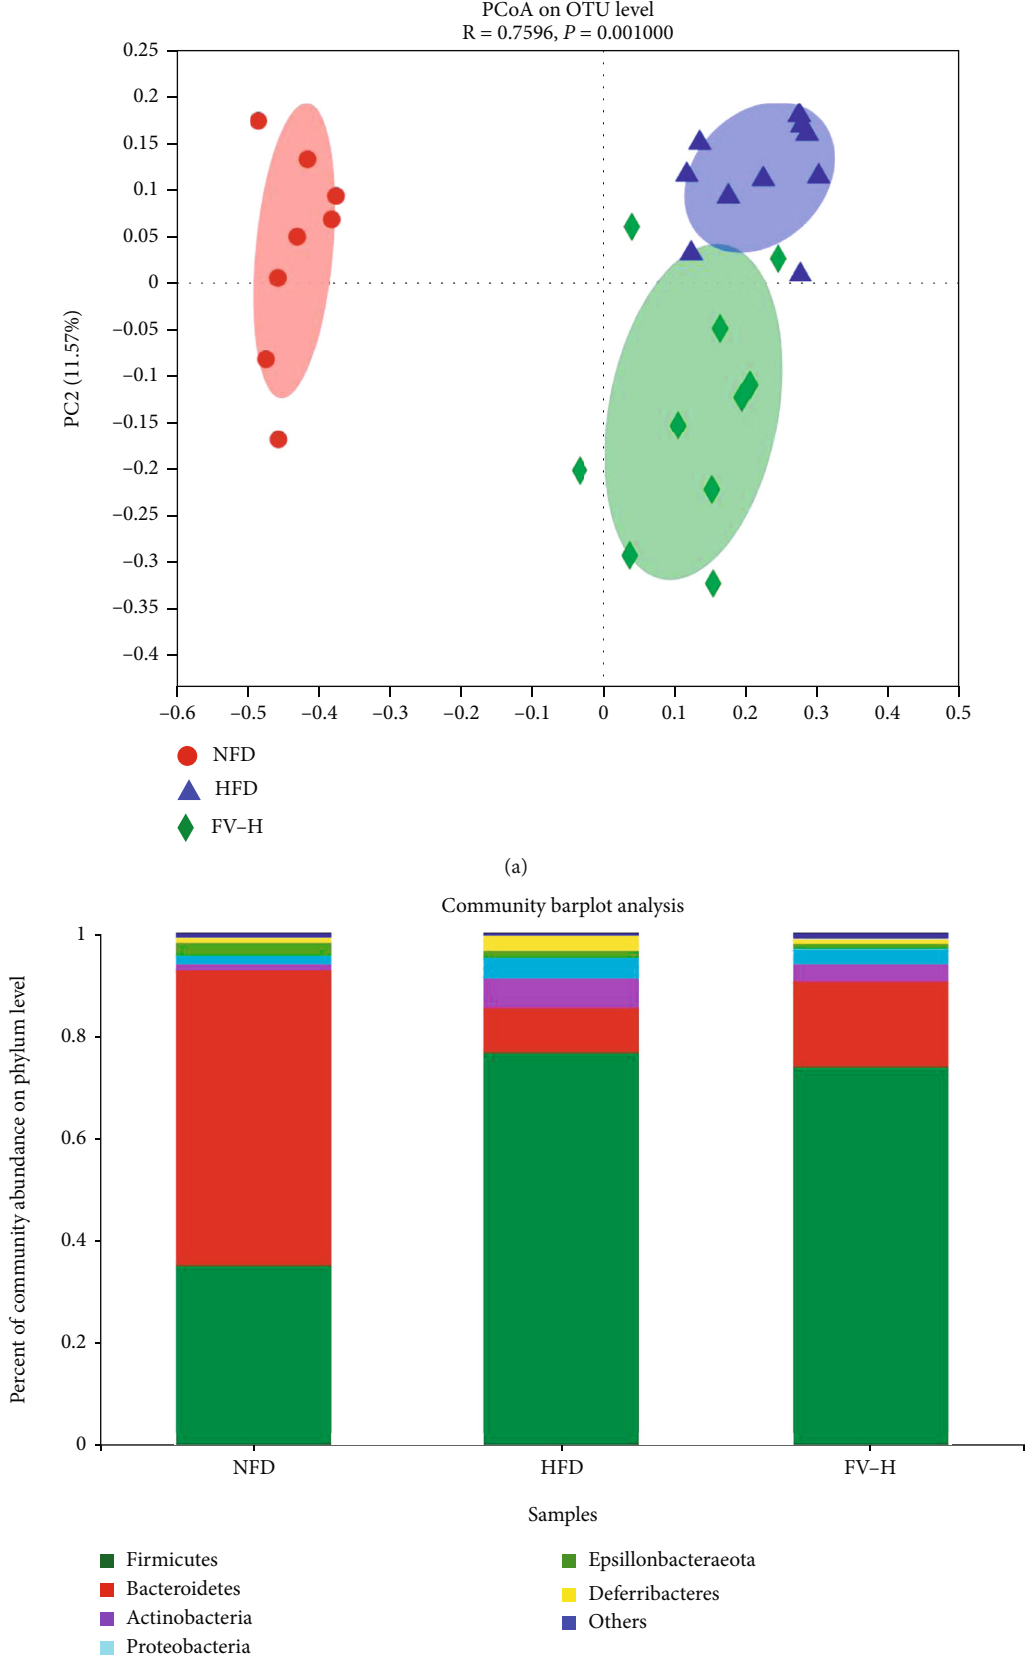 PCoA on OTU level
R = 0.7596, P = 0.001000
0.25
0.2
0.15
0.1
0.05
0
−0.05
−0.1
−0.15
−0.2
−0.25
−0.3
−0.35
−0.4
PC2 (11.57%)
−0.6 −0.5 −0.4 −0.3 −0.2 −0.1 0 0.1 0.2 0.3 0.4 0.5
NFD
HFD
FV–H
(a)
Community barplot analysis
1
0.8
0.6
0.4
0.2
0
Percent of community abundance on phylum level
NFD HFD FV–H
Samples
Firmicutes
Bacteroidetes
Actinobacteria
Proteobacteria
Epsillonbacteraeota
Deferribacteres
Others